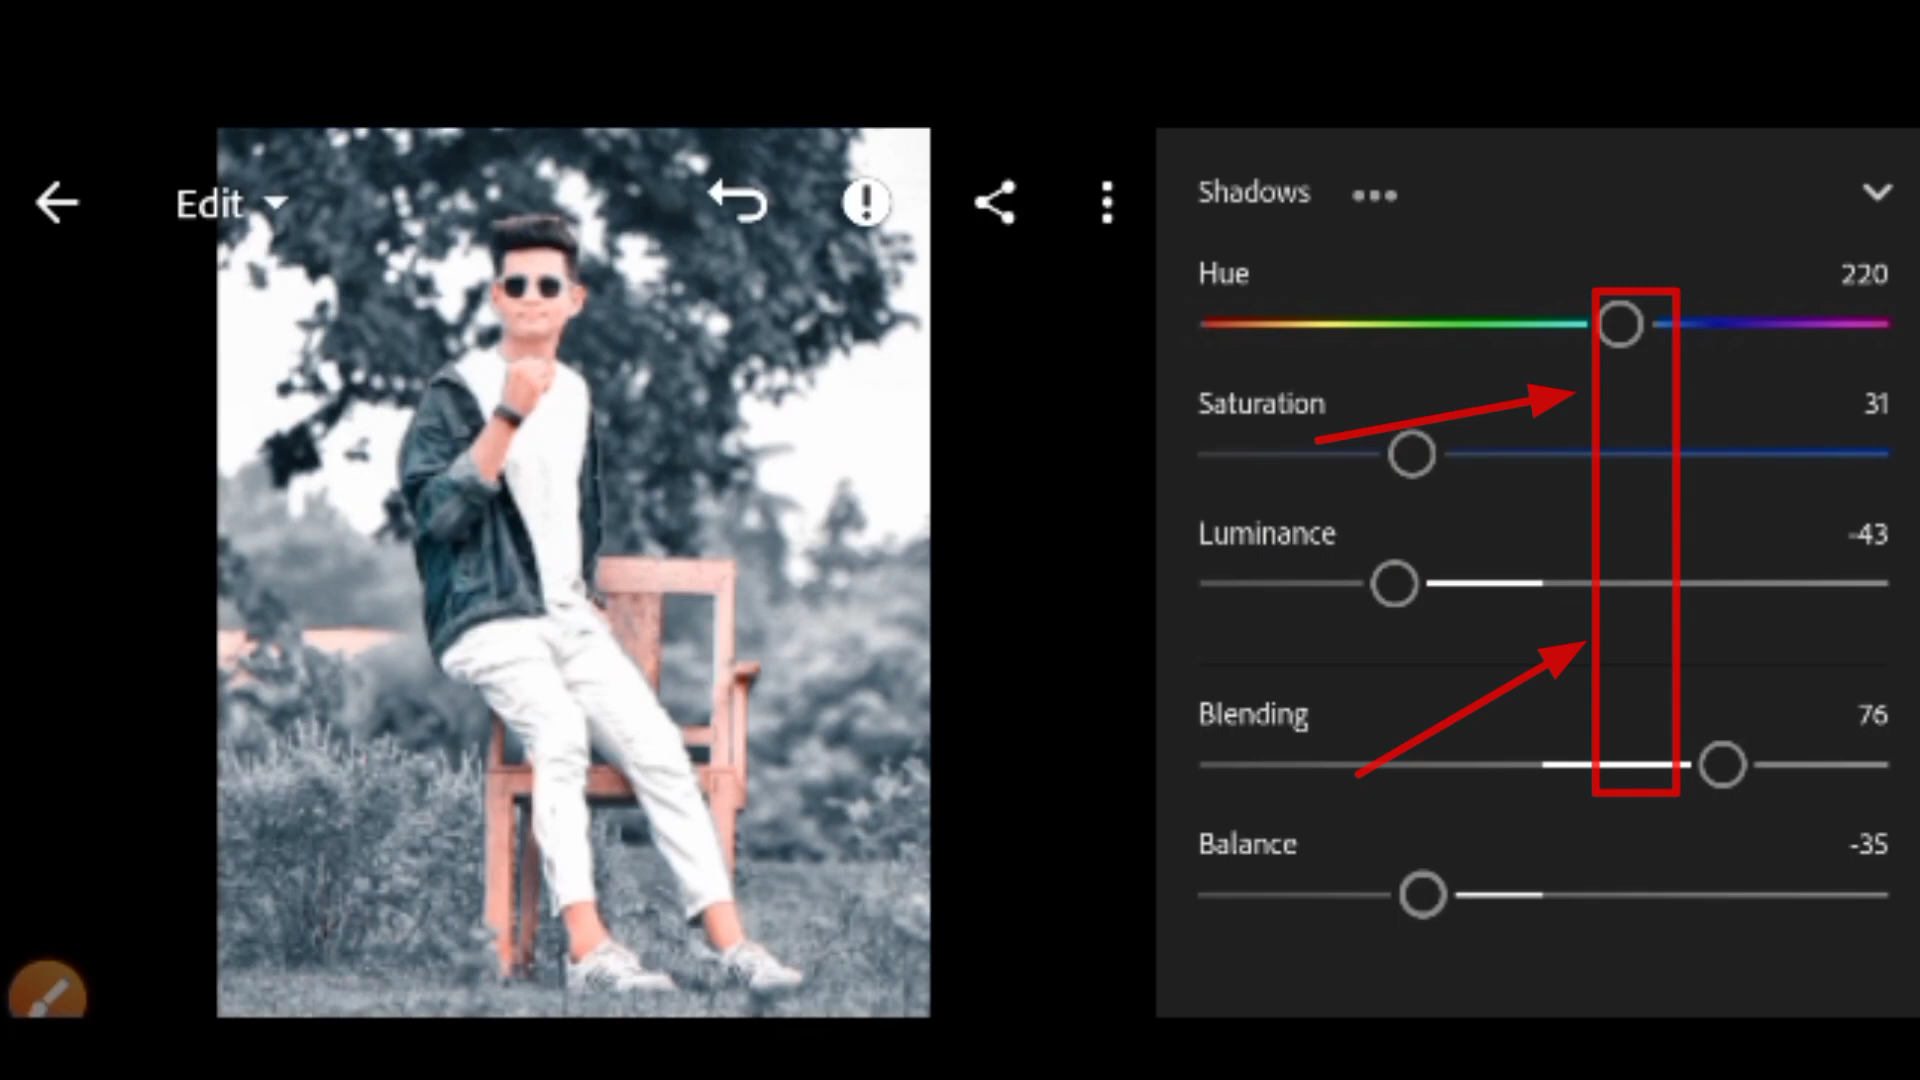 Edit
Shadows
Hue 220
Saturation 31
Luminance -43
Blending 76
Balance -35